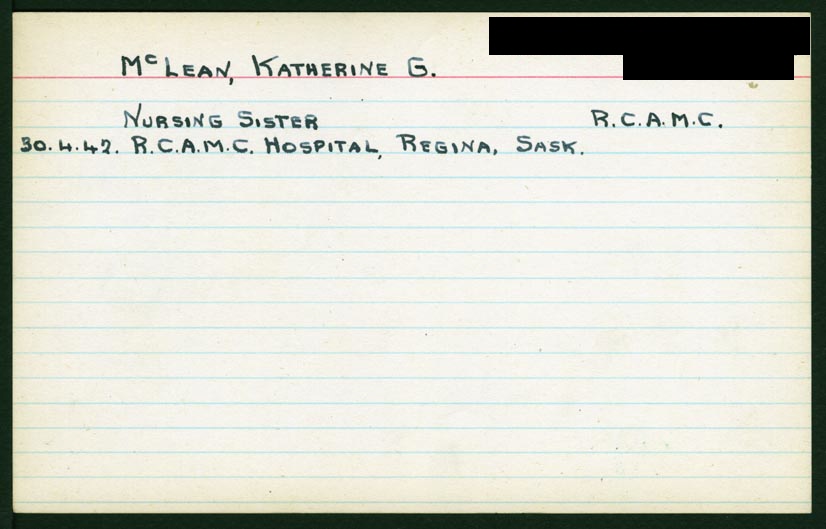 McLean, Katherine G.
Nursing Sister R.C.A.M.C.
30.4.42. R.C.A.M.C. Hospital, Regina, Sask.